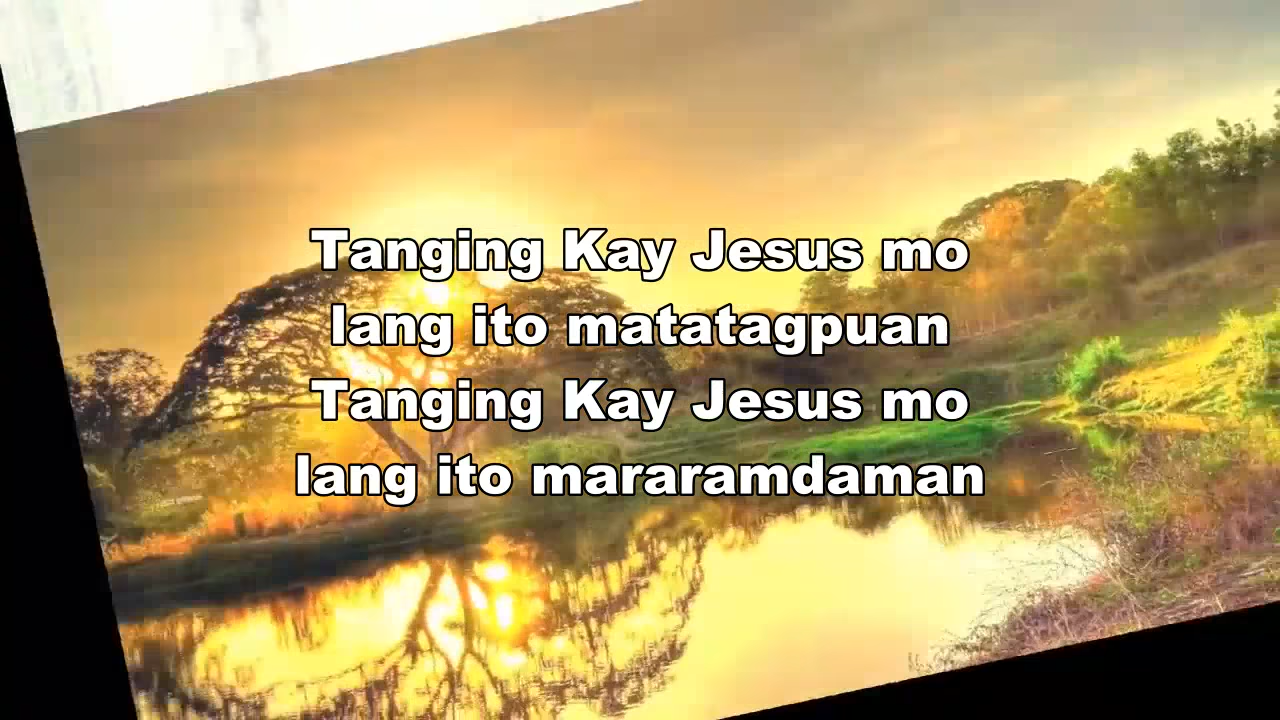 Tanging Kay Jesus mo
lang ito matatagpuan
Tanging Kay Jesus mo
lang ito mararamdaman